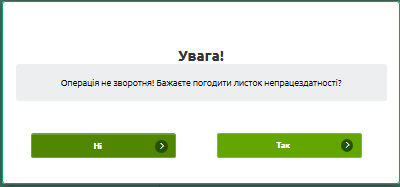 Увага!
Операція не зворотня! Бажаєте погодити листок непрацездатності?
Ні
Так